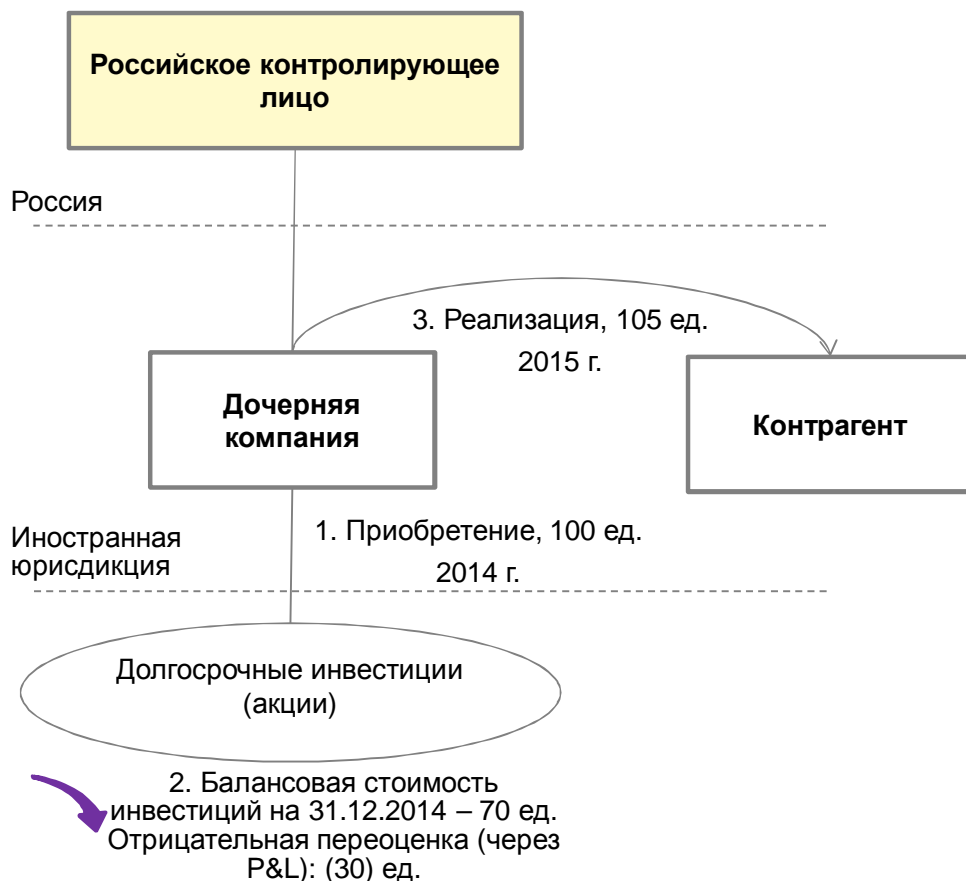 Российское контролирующее
лицо
Россия
3. Реализация, 105 ед.
2015 г.
Дочерняя
компания
Контрагент
Иностранная
юрисдикция
1. Приобретение, 100 ед.
2014 г.
Долгосрочные инвестиции
(акции)
2. Балансовая стоимость
инвестиций на 31.12.2014 – 70 ед.
Отрицательная переоценка (через
P&L): (30) ед.